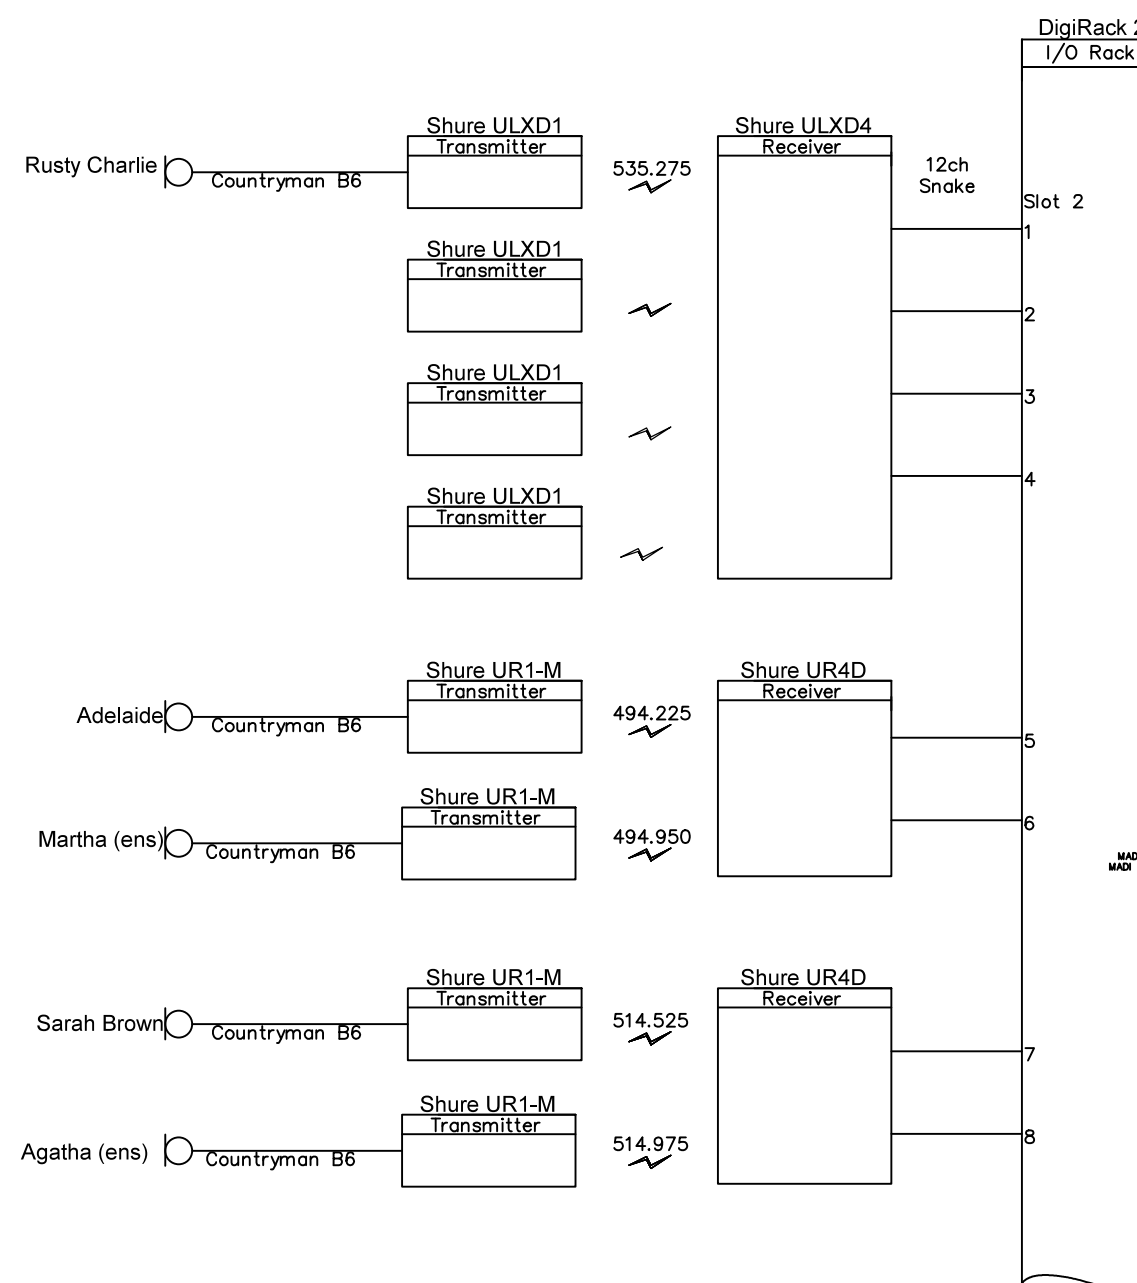 DigiRack 2
I/O Rack
Shure ULXD1
Transmitter
Shure ULXD4
Receiver
Rusty Charlie
Countryman B6
535.275
12ch
Snake
Slot 2
1
Shure ULXD1
Transmitter
2
Shure ULXD1
Transmitter
3
4
Shure ULXD1
Transmitter
Shure UR1-M
Transmitter
Shure UR4D
Receiver
Adelaide
Countryman B6
494.225
5
Shure UR1-M
Transmitter
6
Martha (ens)
Countryman B6
494.950
MAD
MADI
Shure UR1-M
Transmitter
Shure UR4D
Receiver
Sarah Brown
Countryman B6
514.525
7
Shure UR1-M
Transmitter
8
Agatha (ens)
Countryman B6
514.975